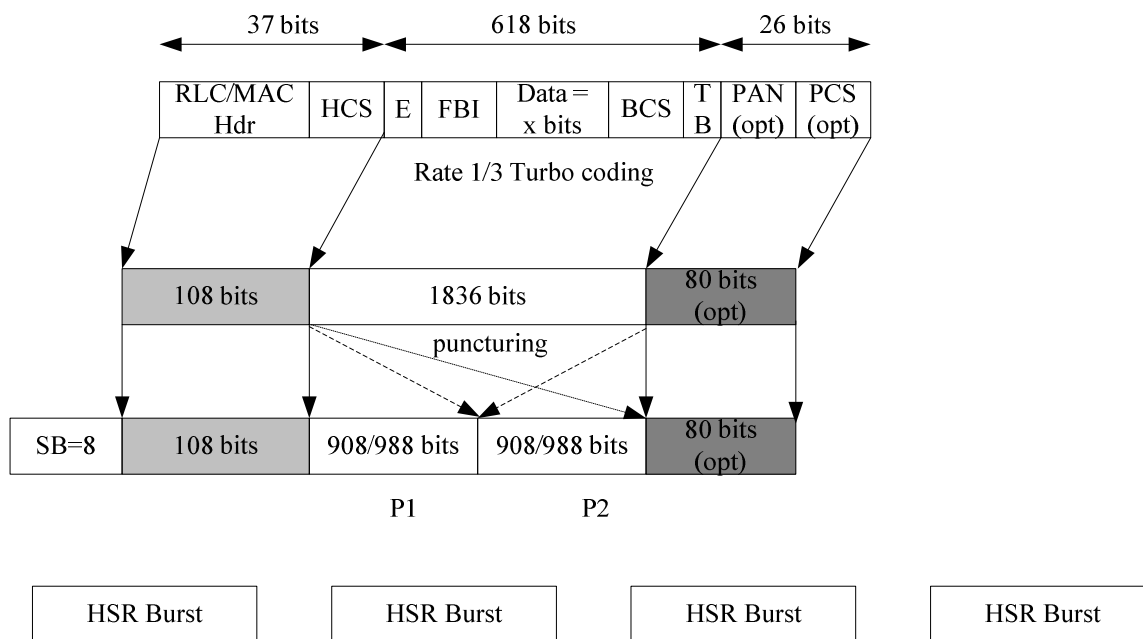 37 bits
618 bits
26 bits
RLC/MAC
Hdr
HCS
E
FBI
Data =
x bits
BCS
T
B
PAN
(opt)
PCS
(opt)
Rate 1/3 Turbo coding
108 bits
1836 bits
80 bits
(opt)
puncturing
SB=8
108 bits
908/988 bits
908/988 bits
80 bits
(opt)
P1
P2
HSR Burst
HSR Burst
HSR Burst
HSR Burst